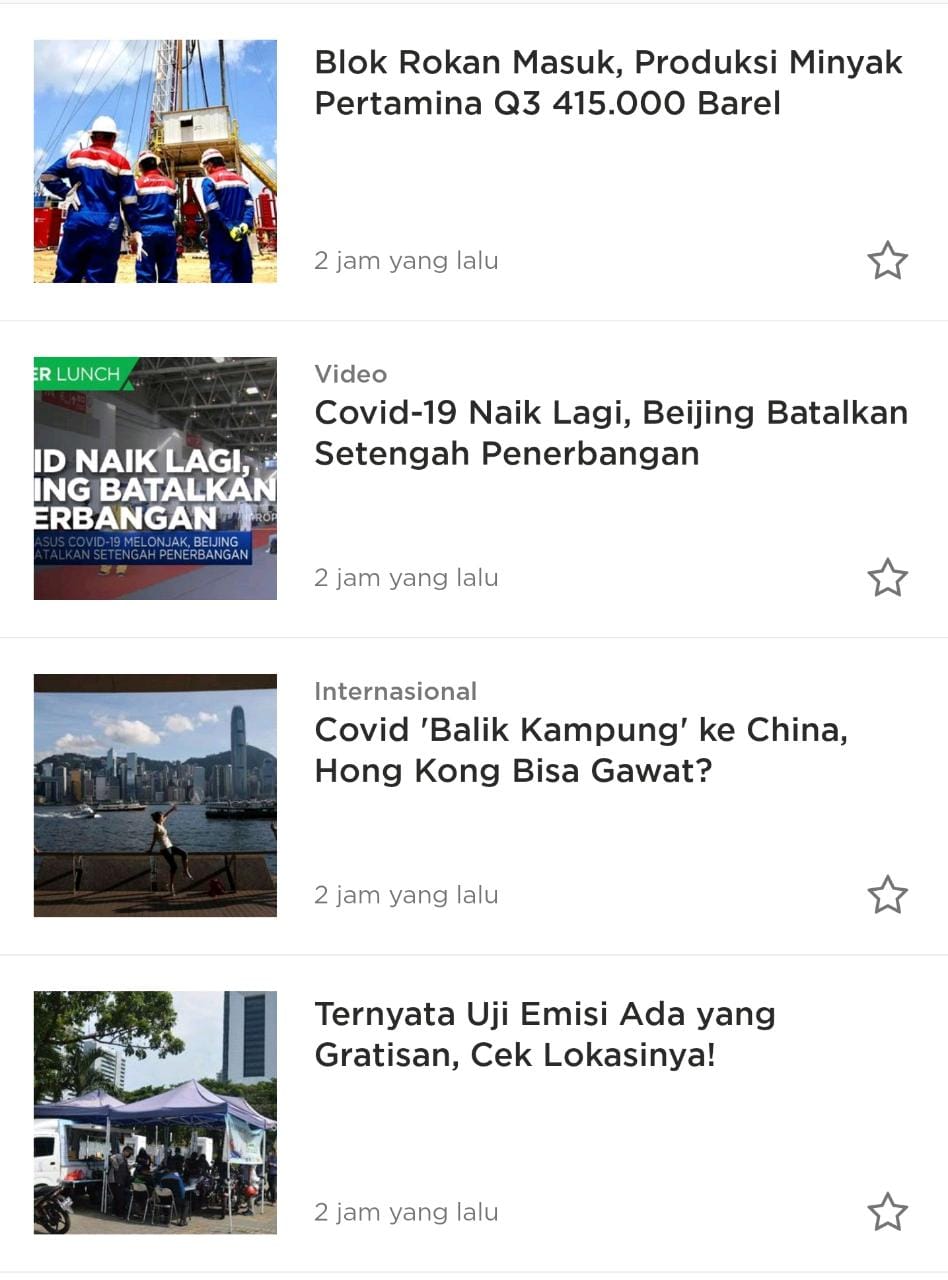 Blok Rokan Masuk, Produksi Minyak
Pertamina Q3 415.000 Barel
2 jam yang lalu
ER LUNCH
ID NAIK LAGI,
ING BATALKAN
ERBANGAN
ASUS COVID-19 MELONJAK, BEIJING
ATALKAN SETENGAH PENERBANGAN
Video
Covid-19 Naik Lagi, Beijing Batalkan
Setengah Penerbangan
2 jam yang lalu
Internasional
Covid 'Balik Kampung' ke China,
Hong Kong Bisa Gawat?
2 jam yang lalu
Ternyata Uji Emisi Ada yang
Gratisan, Cek Lokasinya!
2 jam yang lalu